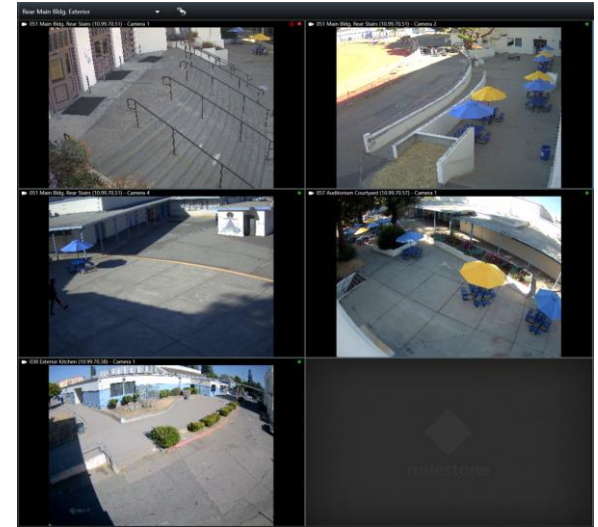 Rear Main Bldg. Exterior
051 Main Bldg. Rear Stairs (10.99.70.51) - Camera 1
051 Main Bldg. Rear Stairs (10.99.70.51) - Camera 2
051 Main Bldg. Rear Stairs (10.99.70.51) - Camera 4
057 Auditorium Courtyard (10.99.70.57) - Camera 1
038 Exterior Kitchen (10.99.70.38) - Camera 1
milestone